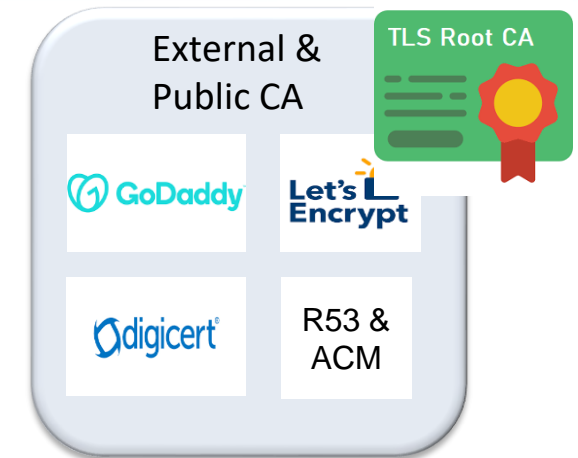 External &
Public CA
TLS Root CA
GoDaddy
Let's
Encrypt
digicert®
R53 &
ACM